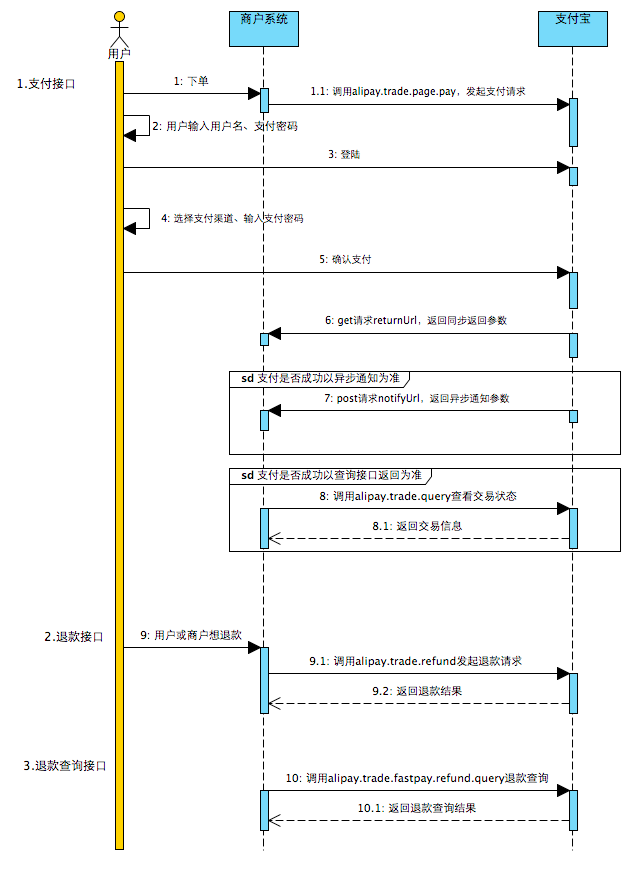 商户系统
支付宝
用户
1.支付接口
1: 下单
1.1: 调用alipay.trade.page.pay，发起支付请求
2: 用户输入用户名、支付密码
3: 登陆
4: 选择支付渠道、输入支付密码
5: 确认支付
6: get请求returnUrl，返回同步返回参数
sd 支付是否成功以异步通知为准
7: post请求notifyUrl，返回异步通知参数
sd 支付是否成功以查询接口返回为准
8: 调用alipay.trade.query查看交易状态
8.1: 返回交易信息
2.退款接口
9: 用户或商户想退款
9.1: 调用alipay.trade.refund发起退款请求
9.2: 返回退款结果
3.退款查询接口
10: 调用alipay.trade.fastpay.refund.query退款查询
10.1: 返回退款查询结果